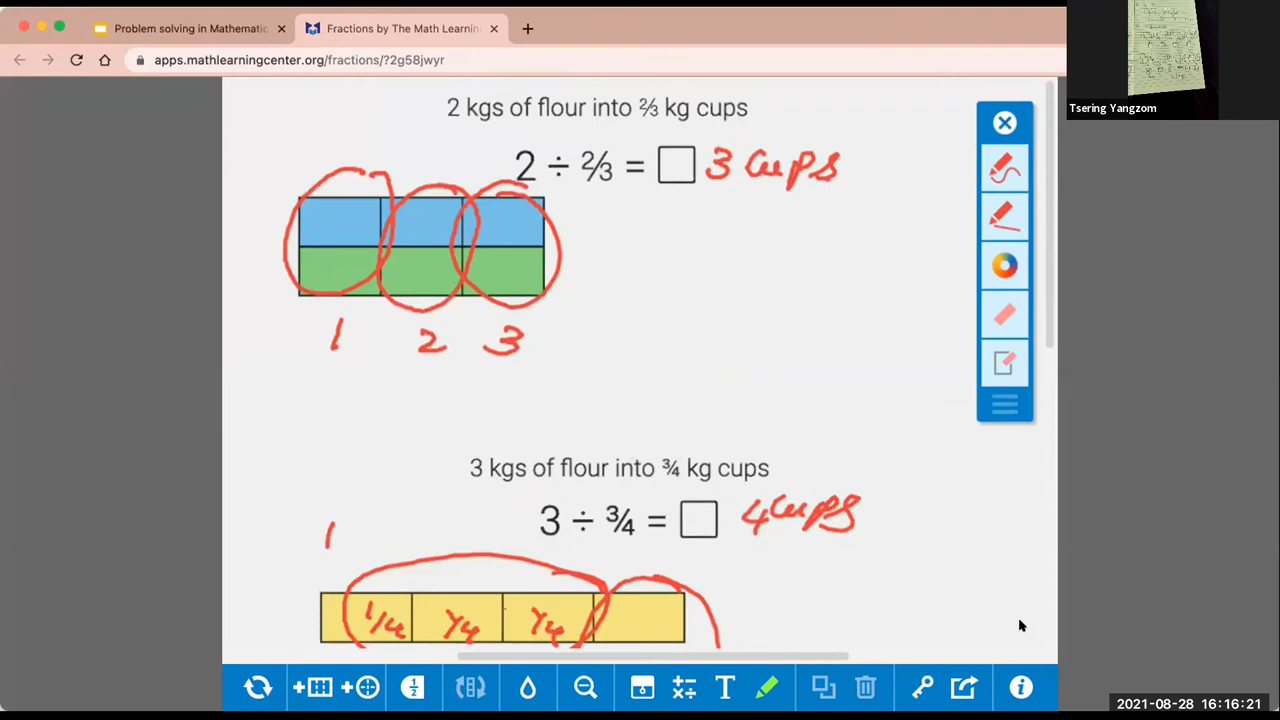 Problem solving in Mathematic
Fractions by The Math Learnin
apps.mathlearningcenter.org/fractions/?2g58jwyr
Tsering Yangzom
2 kgs of flour into ⅔ kg cups
2 ÷ ⅔ = □ 3 cups
1 2 3
3 kgs of flour into ¾ kg cups
3 ÷ ¾ = □ 4 cups
1
1/4 1/4 1/4
1/2 T
2021-08-28 16:16:21